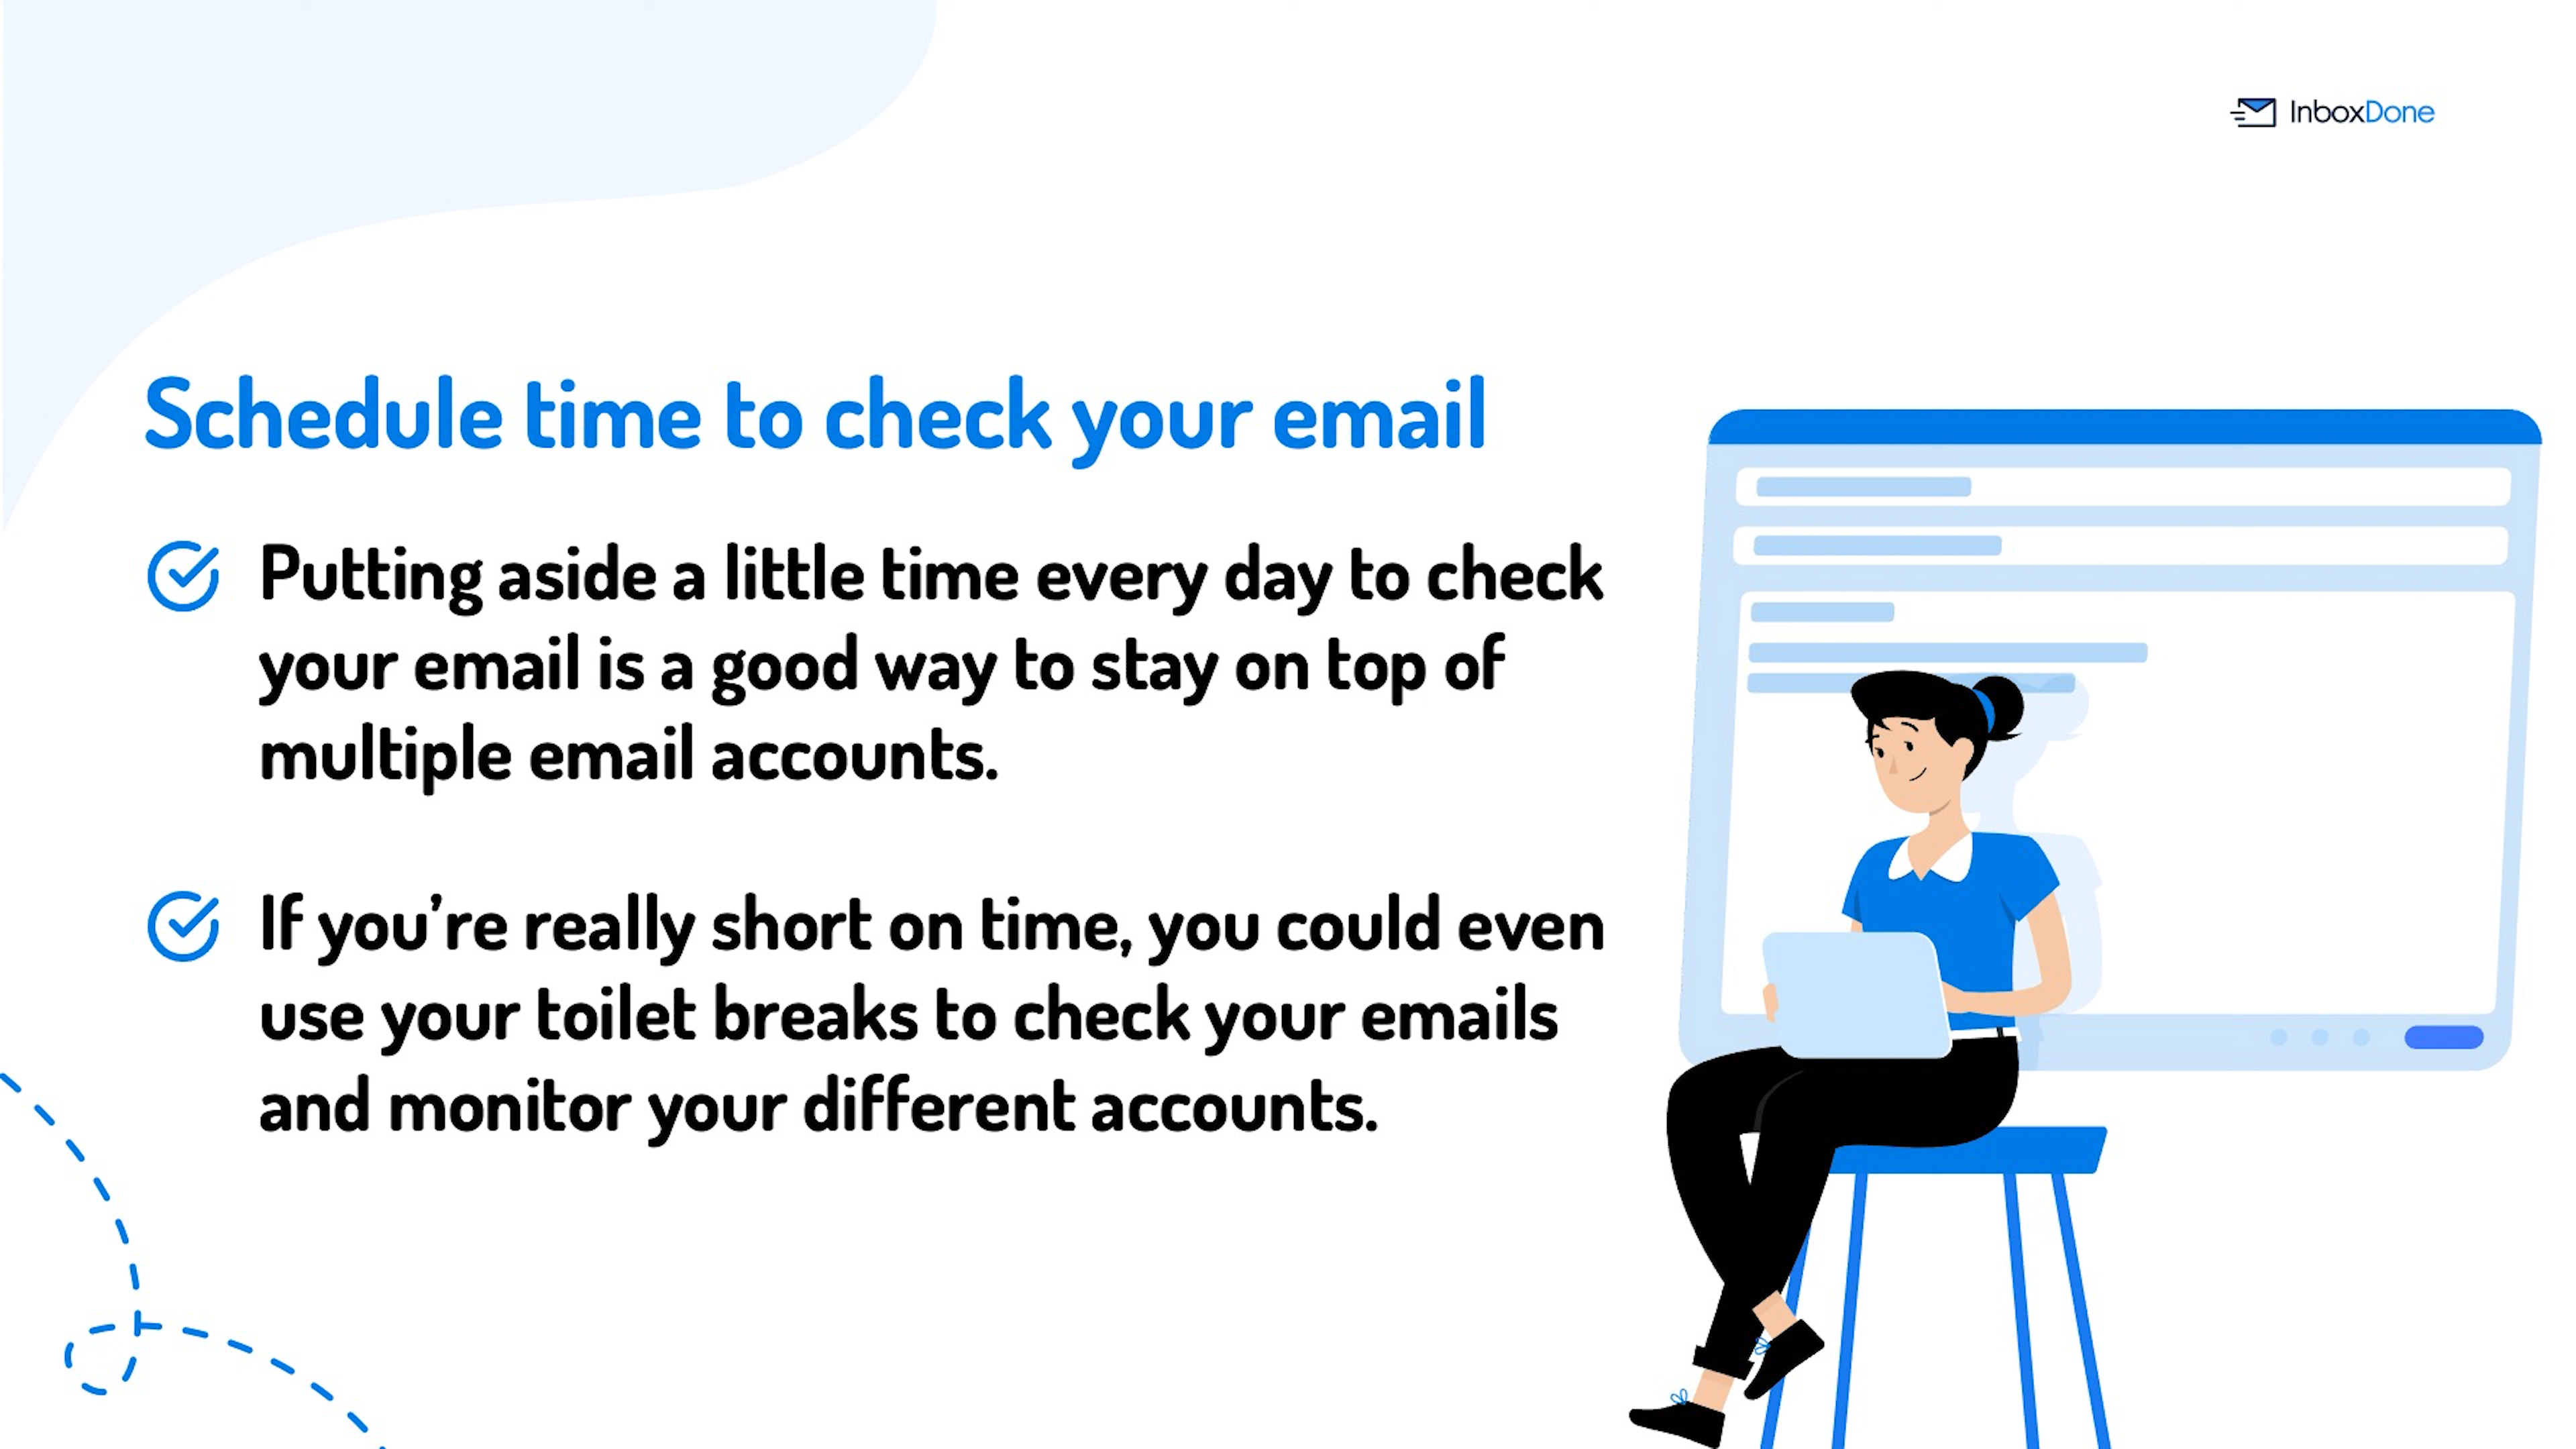 InboxDone
Schedule time to check your email
Putting aside a little time every day to check
your email is a good way to stay on top of
multiple email accounts.
If you’re really short on time, you could even
use your toilet breaks to check your emails
and monitor your different accounts.